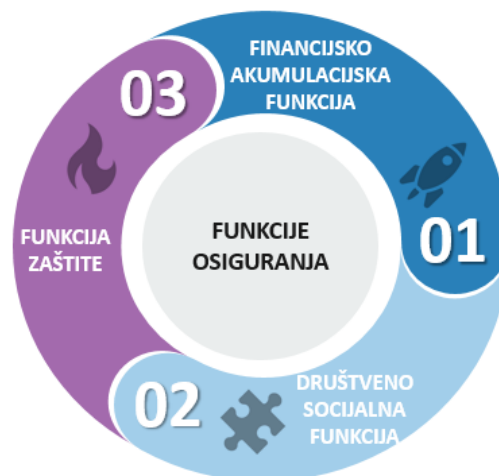 FINANCIJSKO
AKUMULACIJSKA
FUNKCIJA
01
DRUŠTVENO
SOCIJALNA
FUNKCIJA
02
FUNKCIJA
ZAŠTITE
03
FUNKCIJE
OSIGURANJA